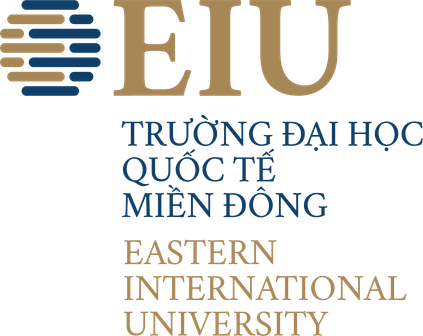 EIU
TRƯỜNG ĐẠI HỌC
QUỐC TẾ
MIỀN ĐÔNG
EASTERN
INTERNATIONAL
UNIVERSITY